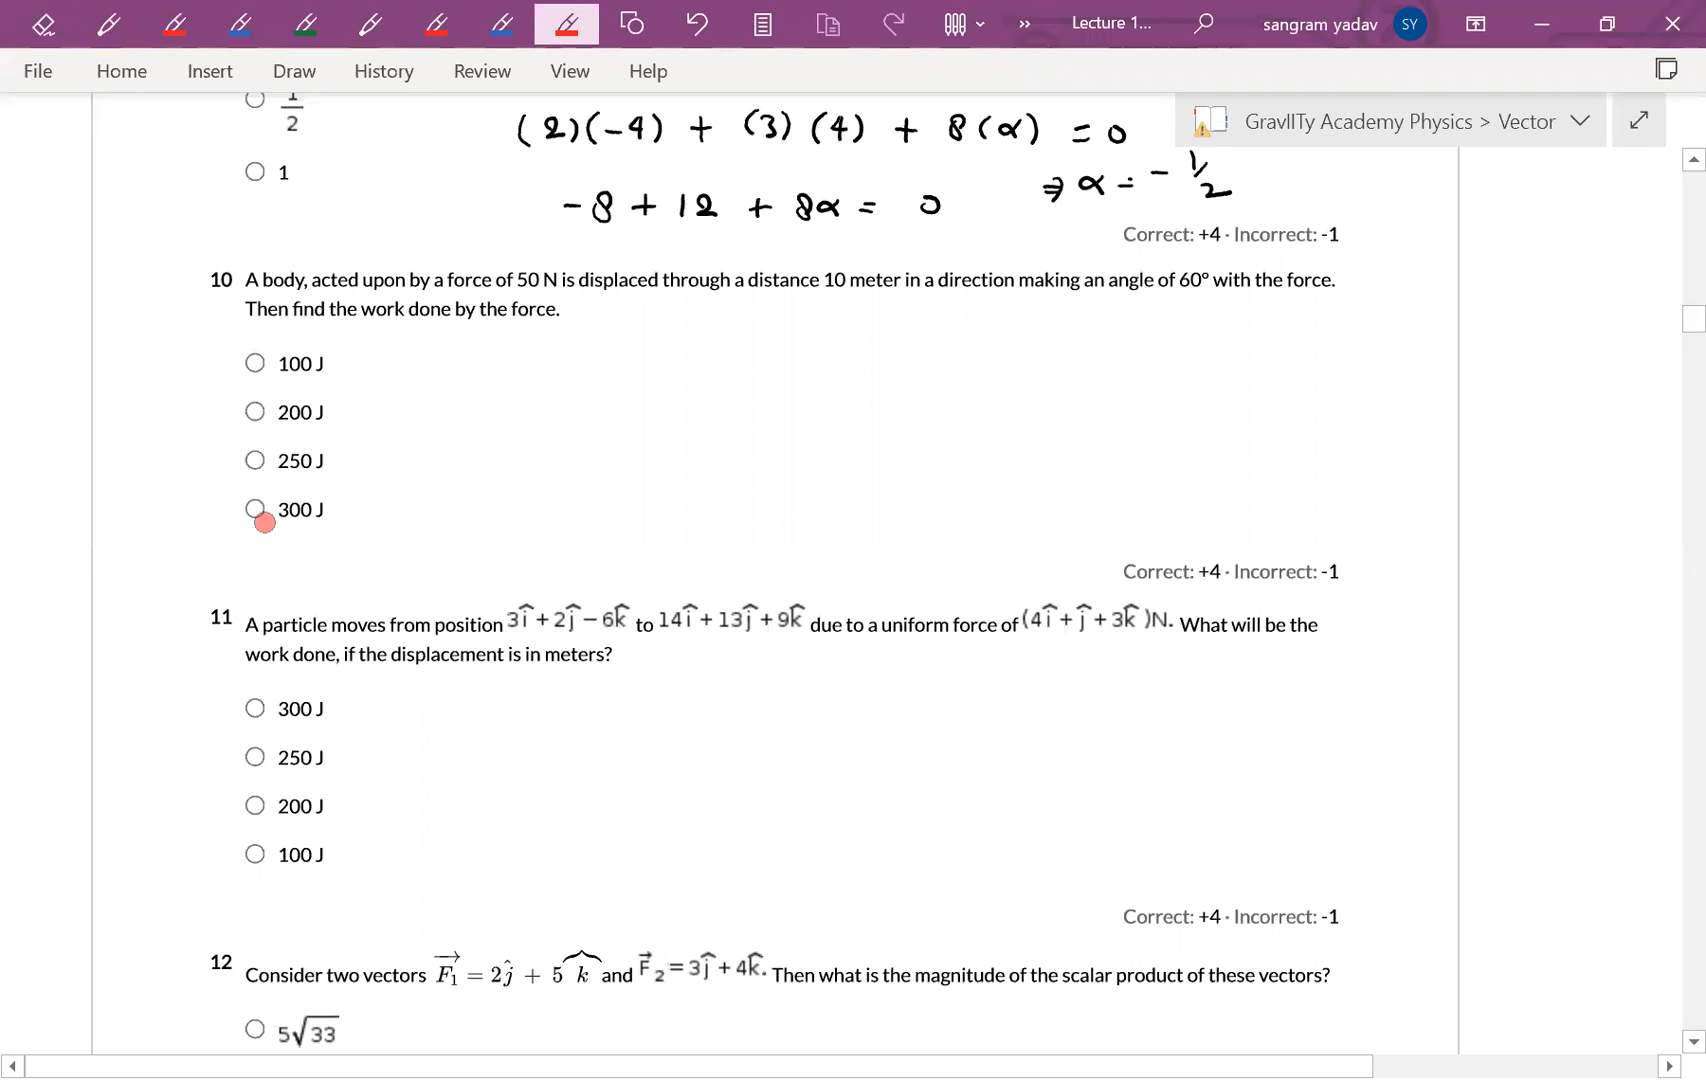 Lecture 1...
sangram yadav
SY
File Home Insert Draw History Review View Help
GravIITy Academy Physics > Vector
1/2
(2)(-4) + (3)(4) + 8(α) = 0
1
⇒ α = - 1/2
-8 + 12 + 8α = 0
Correct: +4 · Incorrect: -1
10 A body, acted upon by a force of 50 N is displaced through a distance 10 meter in a direction making an angle of 60° with the force.
Then find the work done by the force.
100 J
200 J
250 J
300 J
Correct: +4 · Incorrect: -1
11 A particle moves from position 3î + 2ĵ − 6k̂ to 14î + 13ĵ + 9k̂ due to a uniform force of (4î + ĵ + 3k̂ )N. What will be the
work done, if the displacement is in meters?
300 J
250 J
200 J
100 J
Correct: +4 · Incorrect: -1
12 Consider two vectors F⃗₁ = 2ĵ + 5 k̂ and F⃗₂ = 3ĵ + 4k̂. Then what is the magnitude of the scalar product of these vectors?
5√33